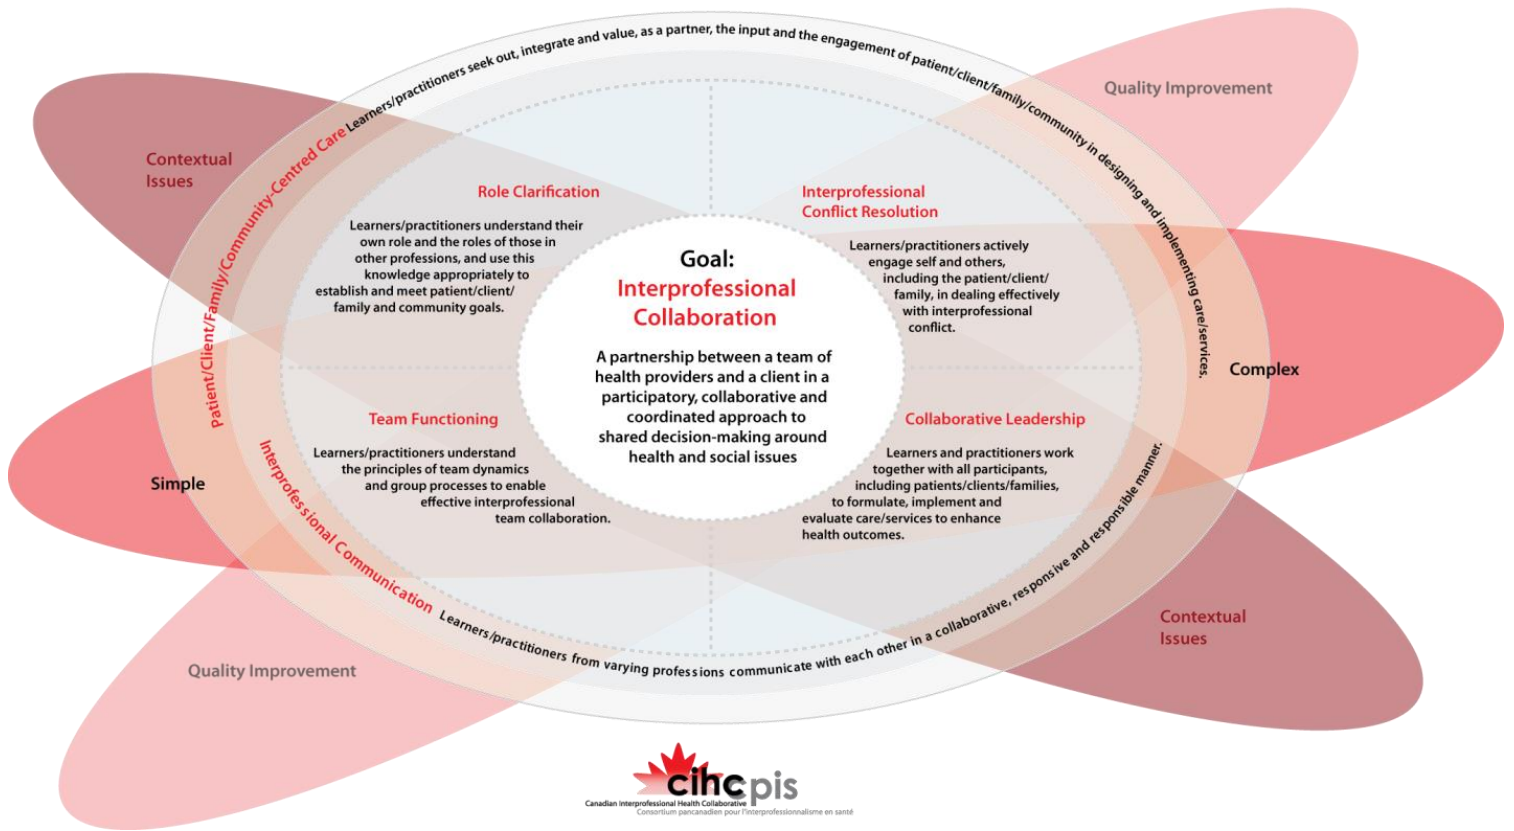 Patient/Client/Family/Community-Centred Care Learners/practitioners seek out, integrate and value, as a partner, the input and the engagement of patient/client/family/community in designing and implementing care/services.
Quality Improvement
Contextual
Issues
Role Clarification
Learners/practitioners understand their
own role and the roles of those in
other professions, and use this
knowledge appropriately to
establish and meet patient/client/
family and community goals.
Interprofessional
Conflict Resolution
Learners/practitioners actively
engage self and others,
including the patient/client/
family, in dealing effectively
with interprofessional
conflict.
Goal:
Interprofessional
Collaboration
A partnership between a team of
health providers and a client in a
participatory, collaborative and
coordinated approach to
shared decision-making around
health and social issues
Complex
Simple
Team Functioning
Learners/practitioners understand
the principles of team dynamics
and group processes to enable
effective interprofessional
team collaboration.
Collaborative Leadership
Learners and practitioners work
together with all participants,
including patients/clients/families,
to formulate, implement and
evaluate care/services to enhance
health outcomes.
Interprofessional Communication Learners/practitioners from varying professions communicate with each other in a collaborative, responsive and responsible manner.
Contextual
Issues
Quality Improvement
cihccpis
Canadian Interprofessional Health Collaborative
Consortium pancanadien pour l'interprofessionnalisme en santé